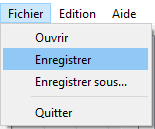 Fichier Edition Aide
Ouvrir
Enregistrer
Enregistrer sous...
Quitter